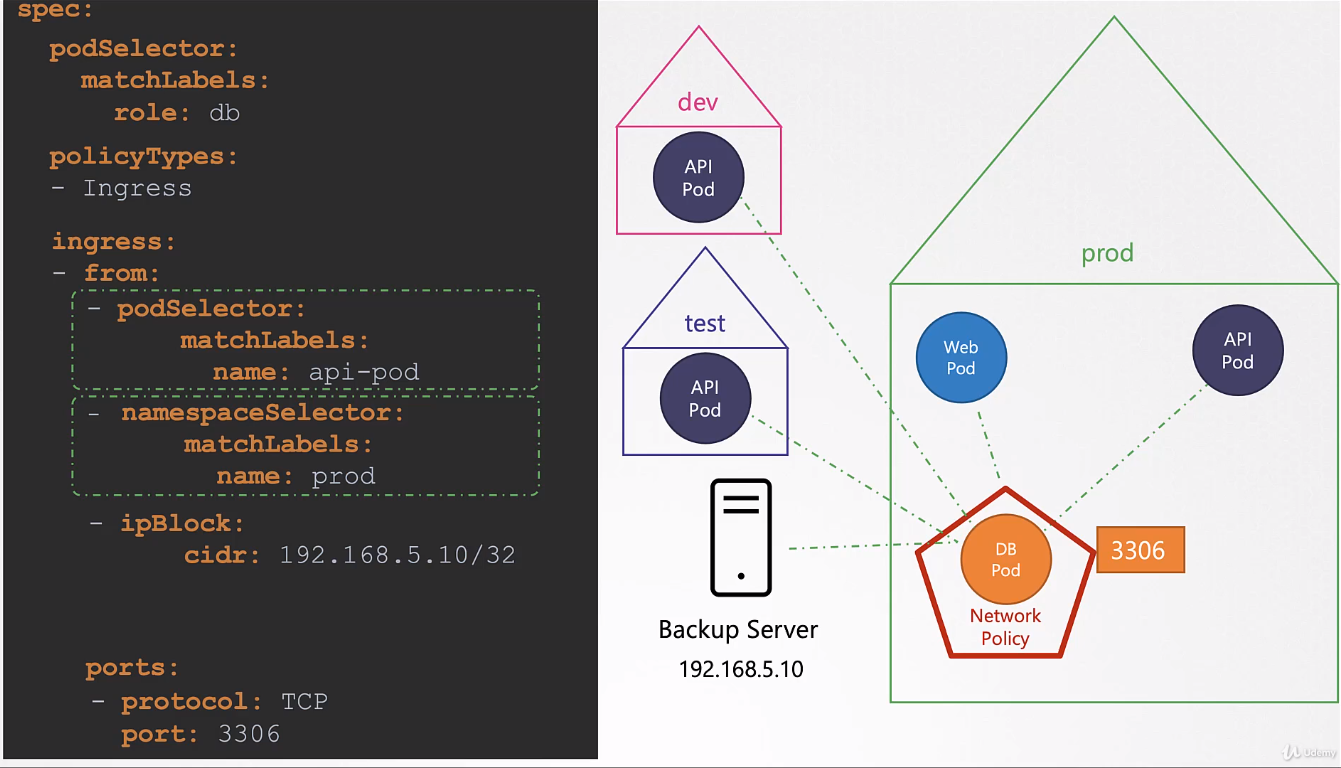 spec:
podSelector:
matchLabels:
role: db
policyTypes:
- Ingress
ingress:
- from:
- podSelector:
matchLabels:
name: api-pod
- namespaceSelector:
matchLabels:
name: prod
- ipBlock:
cidr: 192.168.5.10/32
ports:
- protocol: TCP
port: 3306
dev
API
Pod
test
API
Pod
Backup Server
192.168.5.10
prod
Web
Pod
API
Pod
DB
Pod
Network
Policy
3306
Udemy